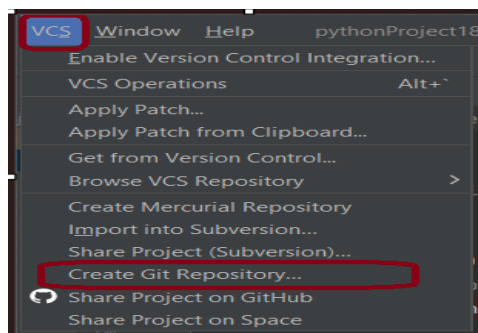 VCS Window Help pythonProject18
Enable Version Control Integration...
VCS Operations Alt+`
Apply Patch...
Apply Patch from Clipboard...
Get from Version Control...
Browse VCS Repository >
Create Mercurial Repository
Import into Subversion...
Share Project (Subversion)...
Create Git Repository...
Share Project on GitHub
Share Project on Space